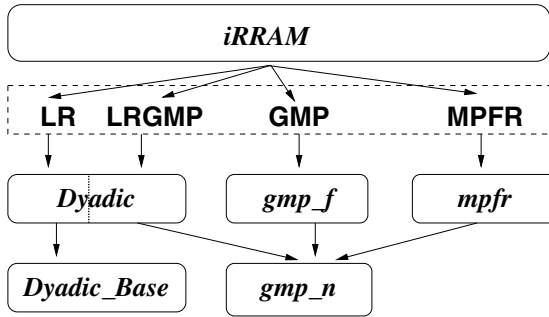 iRRAM
LR LRGMP GMP MPFR
Dyadic gmp_f mpfr
Dyadic_Base gmp_n